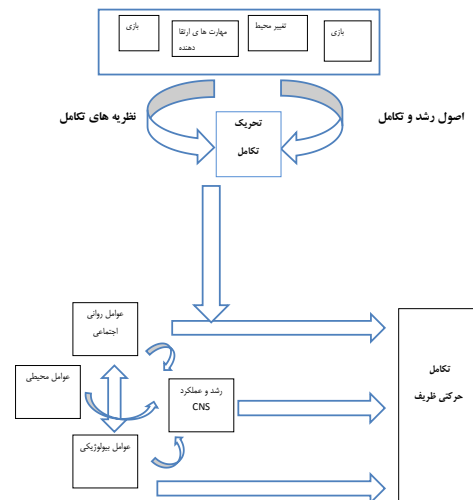 بازی
تغییر محیط
مهارت ها ی ارتقا
دهنده
بازی
اصول رشد و تکامل
تحریک
تکامل
نظریه های تکامل
عوامل روانی
اجتماعی
عوامل محیطی
رشد و عملکرد
CNS
عوامل بیولوژیکی
تکامل
حرکتی ظریف